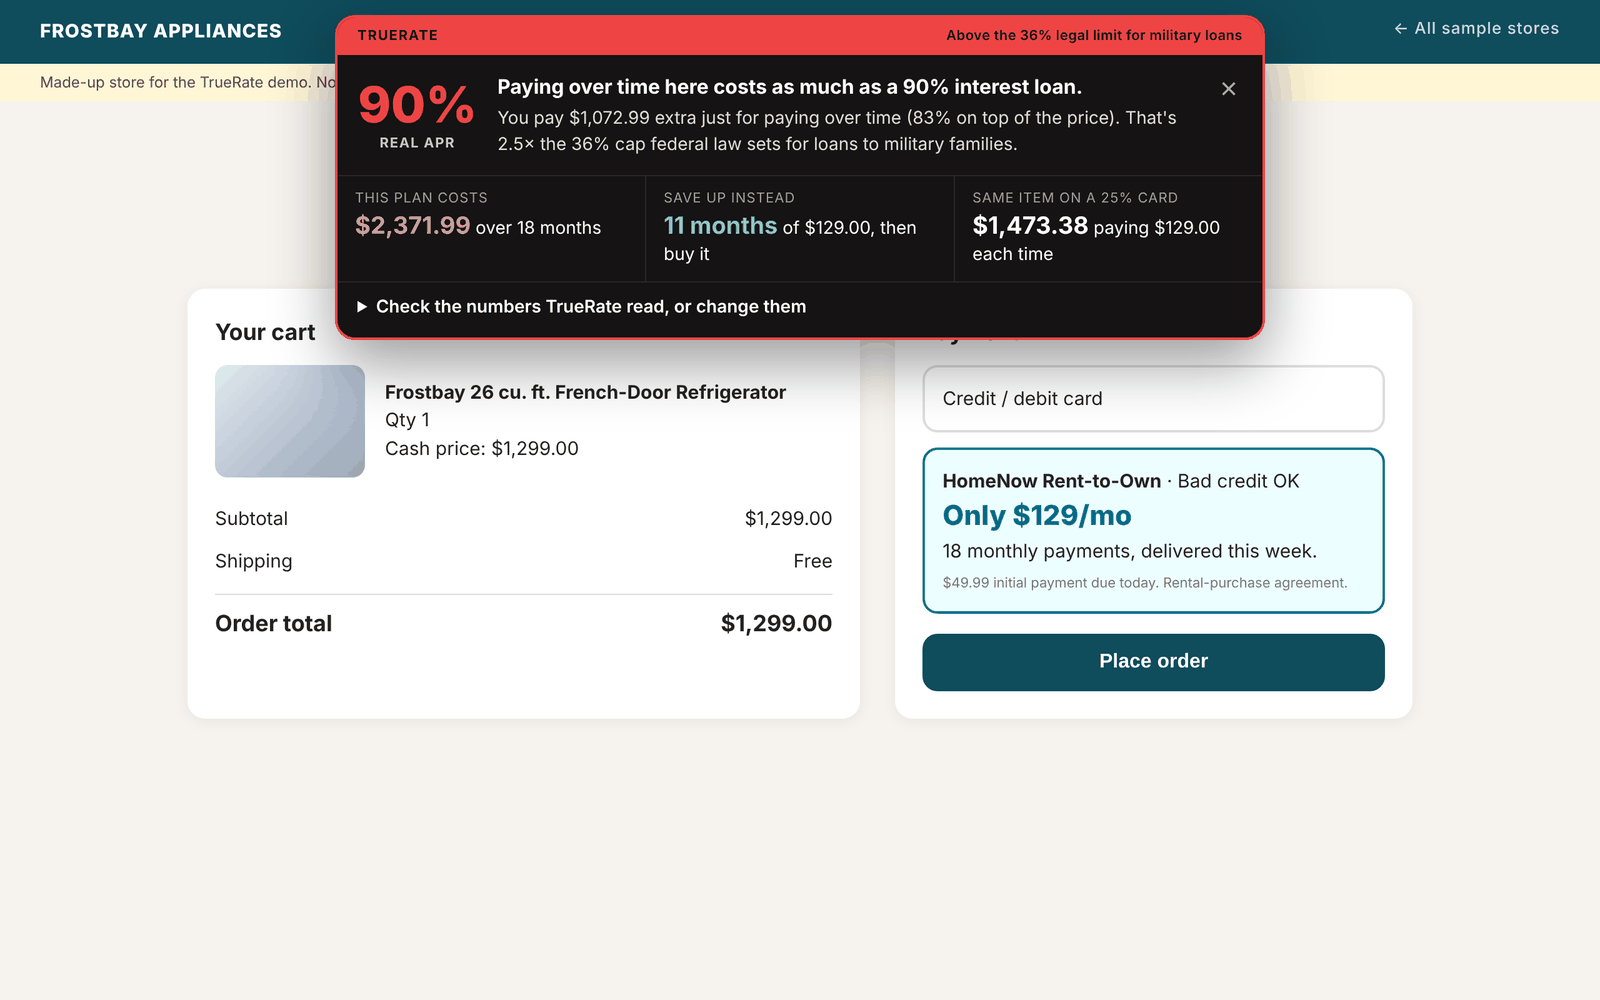 FROSTBAY APPLIANCES
← All sample stores
Made-up store for the TrueRate demo. No
TRUERATE
Above the 36% legal limit for military loans
90%
REAL APR
Paying over time here costs as much as a 90% interest loan.
You pay $1,072.99 extra just for paying over time (83% on top of the price). That's
2.5× the 36% cap federal law sets for loans to military families.
×
THIS PLAN COSTS
$2,371.99 over 18 months
SAVE UP INSTEAD
11 months of $129.00, then
buy it
SAME ITEM ON A 25% CARD
$1,473.38 paying $129.00
each time
▶ Check the numbers TrueRate read, or change them
Your cart
Frostbay 26 cu. ft. French-Door Refrigerator
Qty 1
Cash price: $1,299.00
Subtotal
$1,299.00
Shipping
Free
Order total
$1,299.00
Credit / debit card
HomeNow Rent-to-Own · Bad credit OK
Only $129/mo
18 monthly payments, delivered this week.
$49.99 initial payment due today. Rental-purchase agreement.
Place order